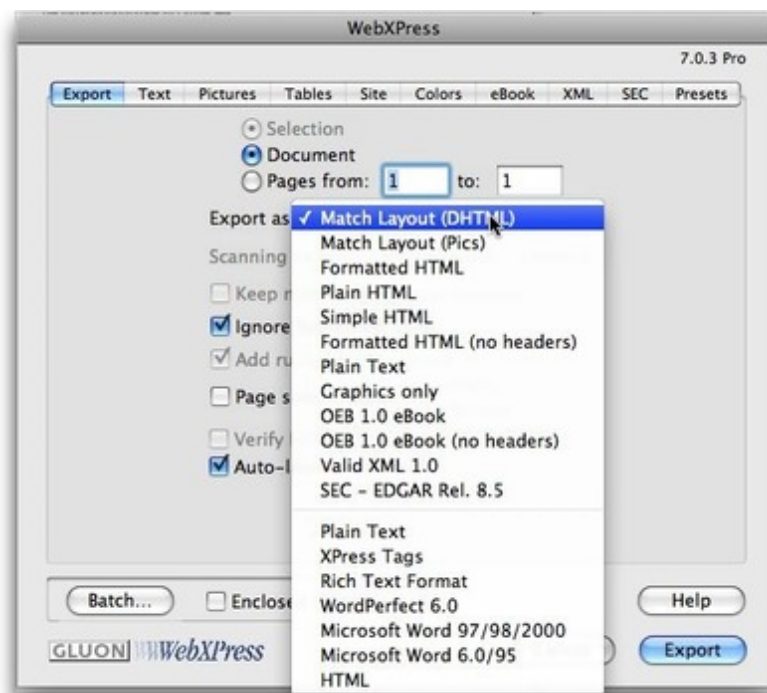 WebXPress
7.0.3 Pro
Export Text Pictures Tables Site Colors eBook XML SEC Presets
Selection
Document
Pages from: 1 to: 1
Export as ✓ Match Layout (DHTML)
Match Layout (Pics)
Scanning
Formatted HTML
Keep
Plain HTML
Ignore
Simple HTML
Formatted HTML (no headers)
Add
Plain Text
Page
Graphics only
OEB 1.0 eBook
Verify
OEB 1.0 eBook (no headers)
Valid XML 1.0
SEC - EDGAR Rel. 8.5
Plain Text
XPress Tags
Rich Text Format
Batch... WordPerfect 6.0 Help
Microsoft Word 97/98/2000
GLUON WebXPress Microsoft Word 6.0/95 Export
HTML